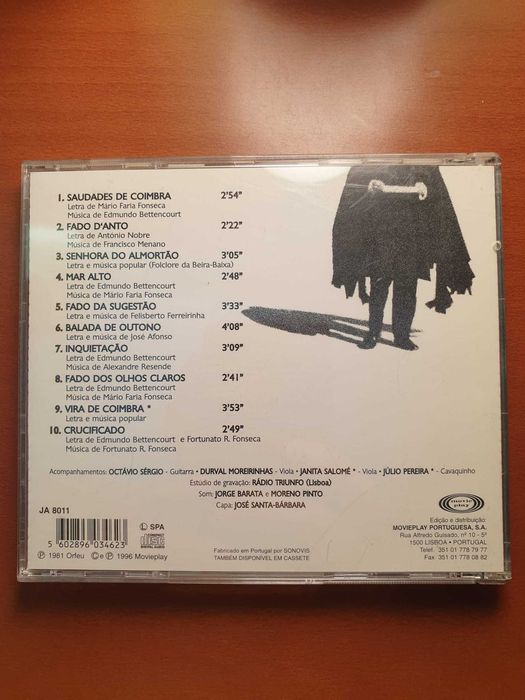 1. SAUDADES DE COIMBRA 2'54"
Letra de Mário Faria Fonseca
Música de Edmundo Bettencourt
2. FADO D'ANTO 2'22"
Letra de António Nobre
Música de Francisco Menano
3. SENHORA DO ALMORTÃO 3'05"
Letra e música popular (Folclore da Beira-Baixa)
4. MAR ALTO 2'48"
Letra de Edmundo Bettencourt
Música de Mário Faria Fonseca
5. FADO DA SUGESTÃO 3'33"
Letra e música de Felisberto Ferreirinha
6. BALADA DE OUTONO 4'08"
Letra e música de José Afonso
7. INQUIETAÇÃO 3'09"
Letra de Edmundo Bettencourt
Música de Alexandre Resende
8. FADO DOS OLHOS CLAROS 2'41"
Letra de Edmundo Bettencourt
Música de Mário Faria Fonseca
9. VIRA DE COIMBRA * 3'53"
Letra e música popular
10. CRUCIFICADO 2'49"
Letra de Edmundo Bettencourt e Fortunato R. Fonseca
Música de Fortunato R. Fonseca
Acompanhamentos: OCTÁVIO SÉRGIO - Guitarra • DURVAL MOREIRINHAS - Viola • JANITA SALOMÉ * - Viola • JÚLIO PEREIRA * - Cavaquinho
Estúdio de gravação: RÁDIO TRIUNFO (Lisboa)
Som: JORGE BARATA e MORENO PINTO
Capa: JOSÉ SANTA-BÁRBARA
JA 8011
5 602896 034623
Ⓛ SPA
COMPACT disc DIGITAL AUDIO
℗ 1981 Orfeu © e ℗ 1996 Movieplay
Fabricado em Portugal por SONOVIS
TAMBÉM DISPONÍVEL EM CASSETE
movie play
Edição e distribuição:
MOVIEPLAY PORTUGUESA, S.A.
Rua Alfredo Guisado, nº 10 - 5º
1500 LISBOA • PORTUGAL
Telef. 351 01 778 79 77
Fax 351 01 778 08 82